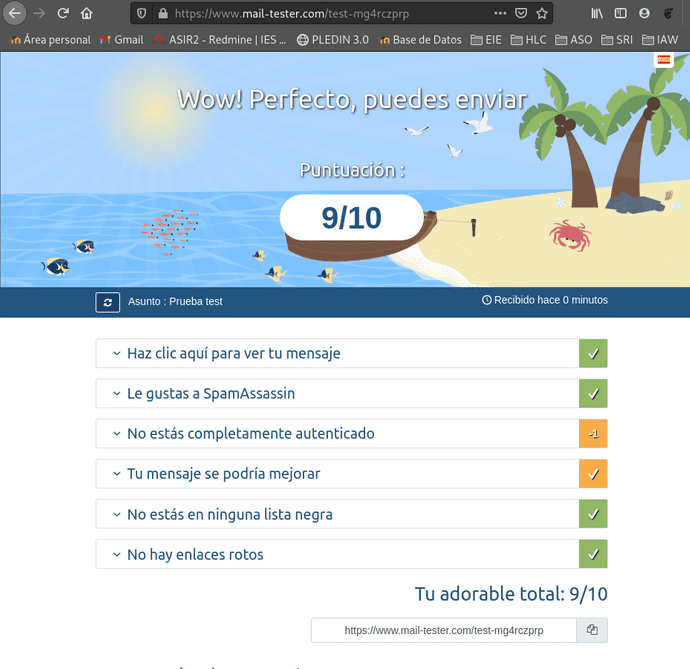 https://www.mail-tester.com/test-mg4rczprp
Área personal Gmail ASIR2 - Redmine | IES ... PLEDIN 3.0 Base de Datos EIE HLC ASO SRI IAW
Wow! Perfecto, puedes enviar
Puntuación :
9/10
Asunto : Prueba test Recibido hace 0 minutos
Haz clic aquí para ver tu mensaje
Le gustas a SpamAssassin
No estás completamente autenticado -1
Tu mensaje se podría mejorar
No estás en ninguna lista negra
No hay enlaces rotos
Tu adorable total: 9/10
https://www.mail-tester.com/test-mg4rczprp